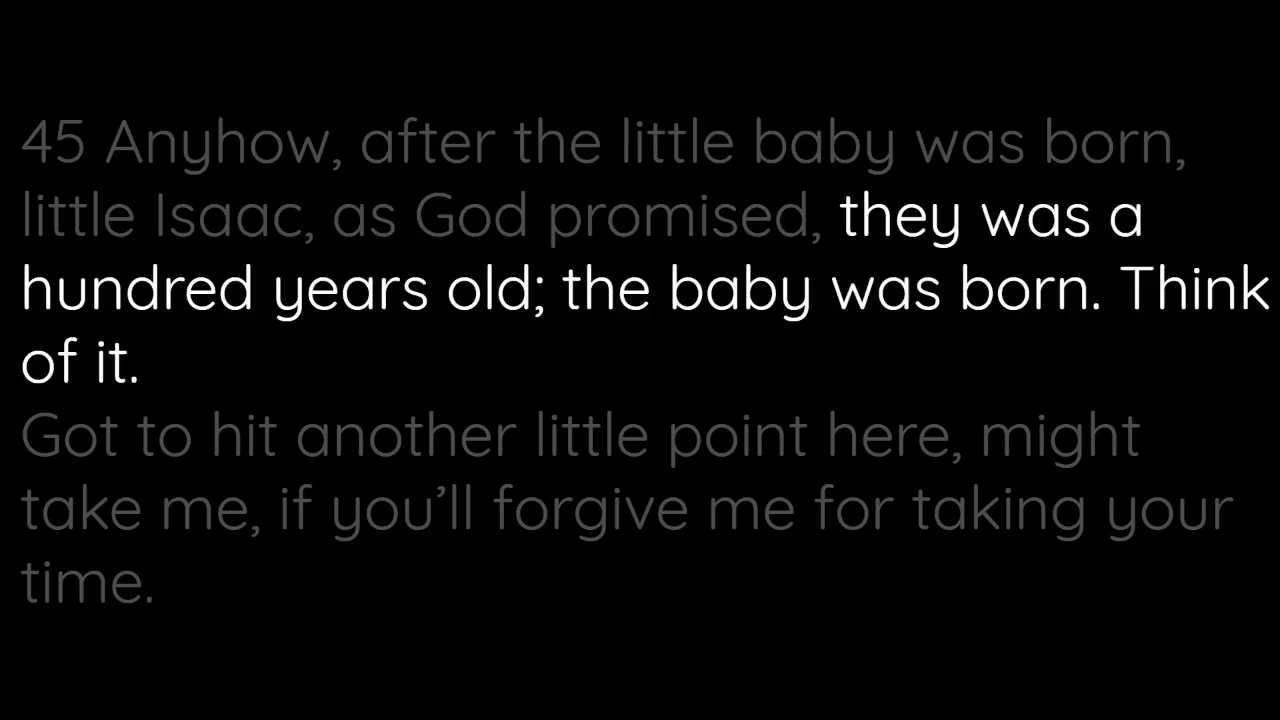 45 Anyhow, after the little baby was born,
little Isaac, as God promised, they was a
hundred years old; the baby was born. Think
of it.
Got to hit another little point here, might
take me, if you’ll forgive me for taking your
time.